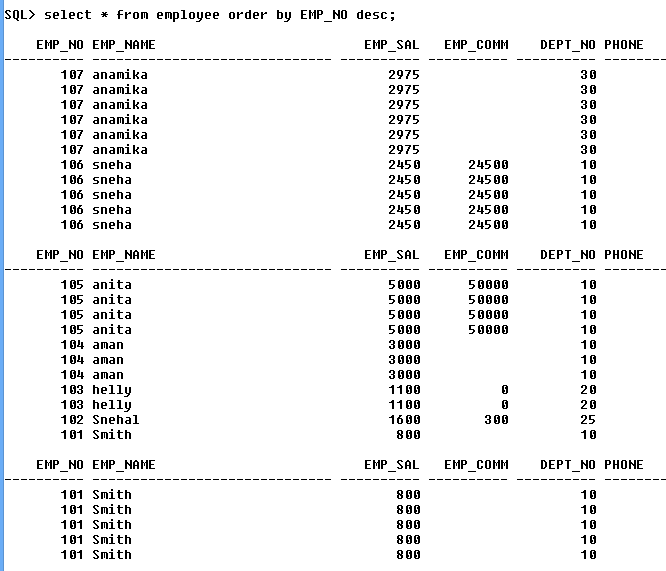 SQL> select * from employee order by EMP_NO desc;
EMP_NO EMP_NAME EMP_SAL EMP_COMM DEPT_NO PHONE
107 anamika 2975 30
107 anamika 2975 30
107 anamika 2975 30
107 anamika 2975 30
107 anamika 2975 30
107 anamika 2975 30
106 sneha 2450 24500 10
106 sneha 2450 24500 10
106 sneha 2450 24500 10
106 sneha 2450 24500 10
106 sneha 2450 24500 10
EMP_NO EMP_NAME EMP_SAL EMP_COMM DEPT_NO PHONE
105 anita 5000 50000 10
105 anita 5000 50000 10
105 anita 5000 50000 10
105 anita 5000 50000 10
104 aman 3000 10
104 aman 3000 10
104 aman 3000 10
103 helly 1100 0 20
103 helly 1100 0 20
102 Snehal 1600 300 25
101 Smith 800 10
EMP_NO EMP_NAME EMP_SAL EMP_COMM DEPT_NO PHONE
101 Smith 800 10
101 Smith 800 10
101 Smith 800 10
101 Smith 800 10
101 Smith 800 10